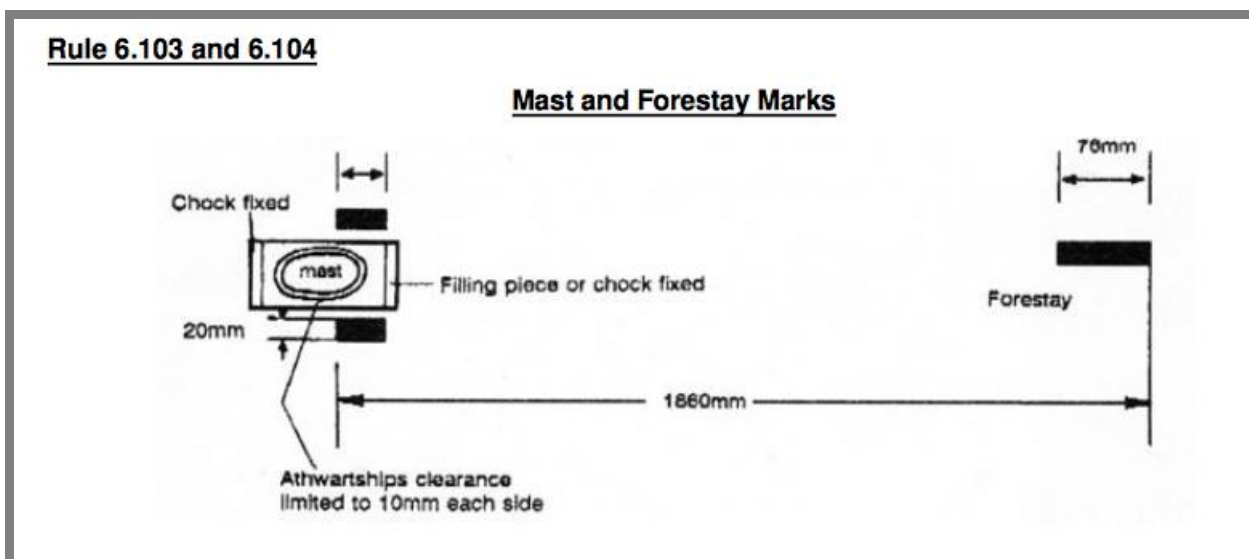 Rule 6.103 and 6.104
Mast and Forestay Marks
76mm
Chock fixed
mast
Filling piece or chock fixed
Forestay
20mm
1860mm
Athwartships clearance
limited to 10mm each side